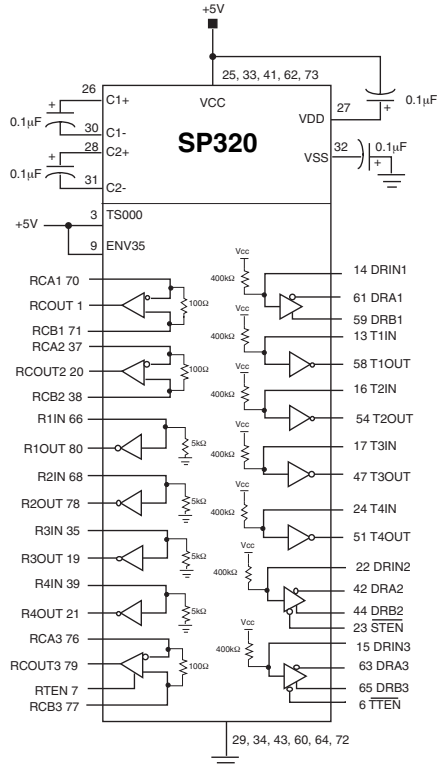 +5V
25, 33, 41, 62, 73
26
C1+
VCC
0.1µF
27
0.1µF
VDD
30
C1-
SP320
28
C2+
32
0.1µF
VSS
0.1µF
31
C2-
+5V
3
TS000
9
ENV35
RCA1 70
RCOUT 1
100Ω
RCB1 71
RCA2 37
RCOUT2 20
100Ω
RCB2 38
R1IN 66
R1OUT 80
5kΩ
R2IN 68
R2OUT 78
5kΩ
R3IN 35
R3OUT 19
5kΩ
R4IN 39
R4OUT 21
5kΩ
RCA3 76
RCOUT3 79
100Ω
RTEN 7
RCB3 77
Vcc
400kΩ
14 DRIN1
61 DRA1
59 DRB1
Vcc
400kΩ
13 T1IN
58 T1OUT
Vcc
400kΩ
16 T2IN
54 T2OUT
Vcc
400kΩ
17 T3IN
47 T3OUT
Vcc
400kΩ
24 T4IN
51 T4OUT
Vcc
400kΩ
22 DRIN2
42 DRA2
44 DRB2
23 STEN
Vcc
400kΩ
15 DRIN3
63 DRA3
65 DRB3
6 TTEN
29, 34, 43, 60, 64, 72